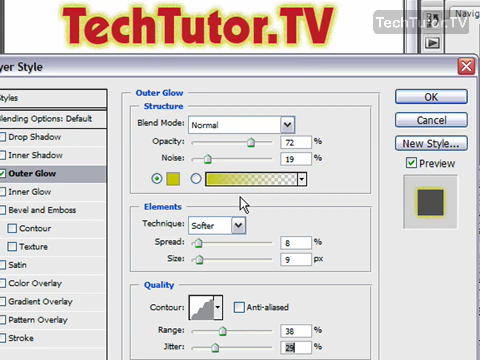 TechTutor.TV
TechTutor.TV
Navig
yer Style
Styles
Blending Options: Default
Drop Shadow
Inner Shadow
Outer Glow
Inner Glow
Bevel and Emboss
Contour
Texture
Satin
Color Overlay
Gradient Overlay
Pattern Overlay
Stroke
Outer Glow
Structure
Blend Mode: Normal
Opacity: 72 %
Noise: 19 %
Elements
Technique: Softer
Spread: 8 %
Size: 9 px
Quality
Contour: Anti-aliased
Range: 38 %
Jitter: 29 %
OK
Cancel
New Style...
Preview